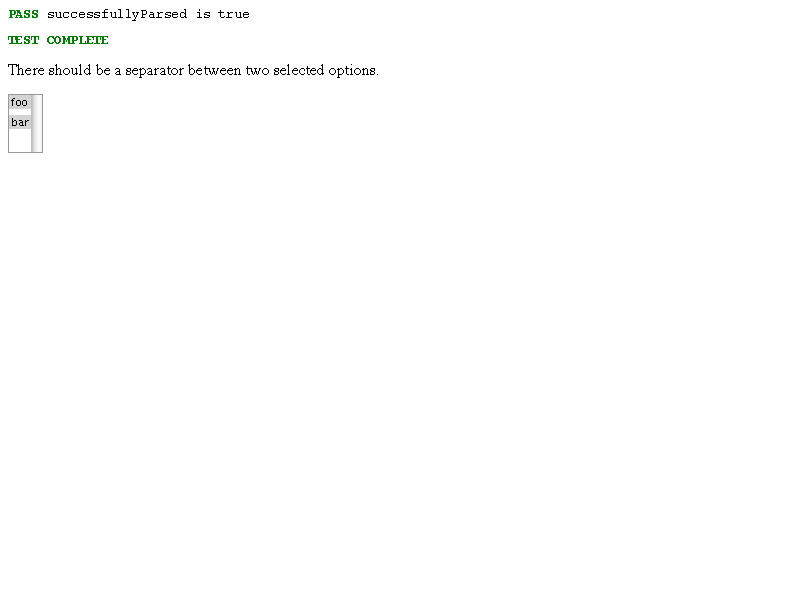 PASS successfullyParsed is true
TEST COMPLETE
There should be a separator between two selected options.
foo
bar